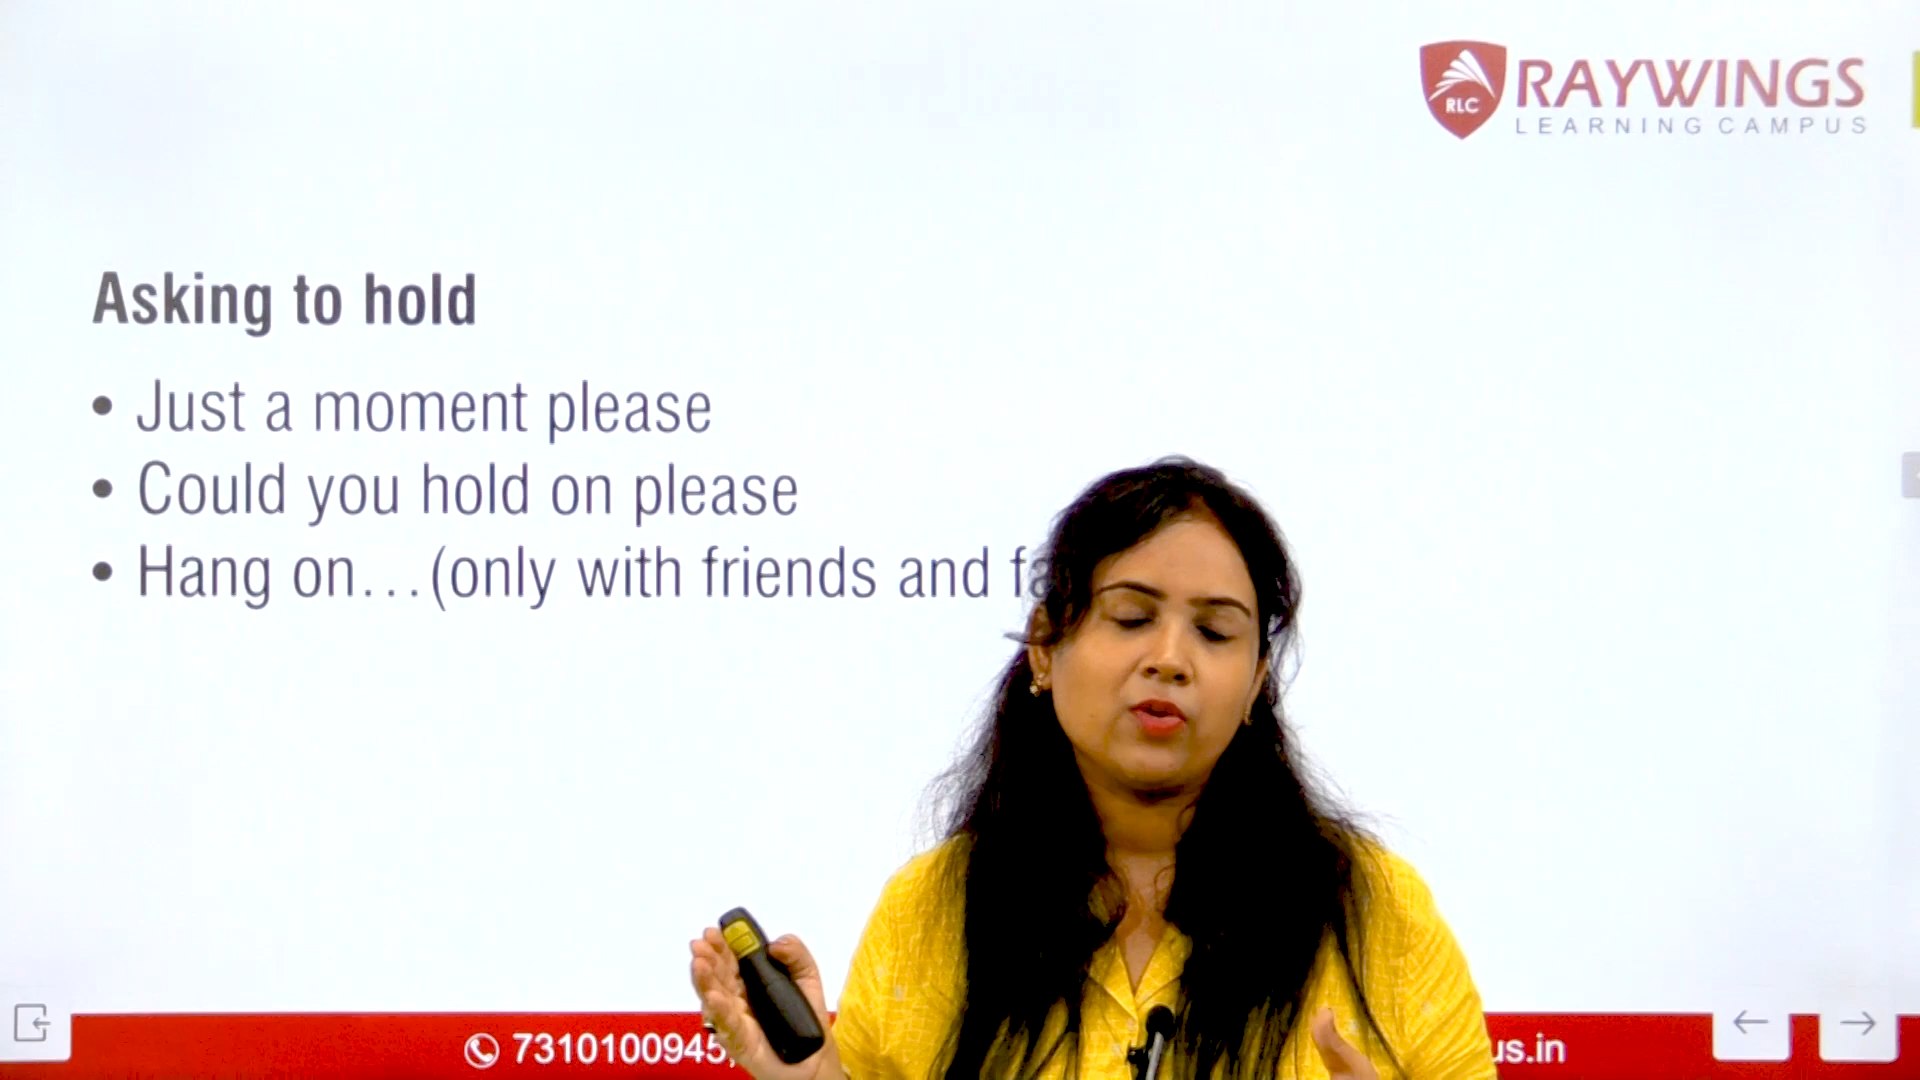 RLC
RAYWINGS
LEARNING CAMPUS
Asking to hold
• Just a moment please
• Could you hold on please
• Hang on...(only with friends and fa
7310100945,
us.in